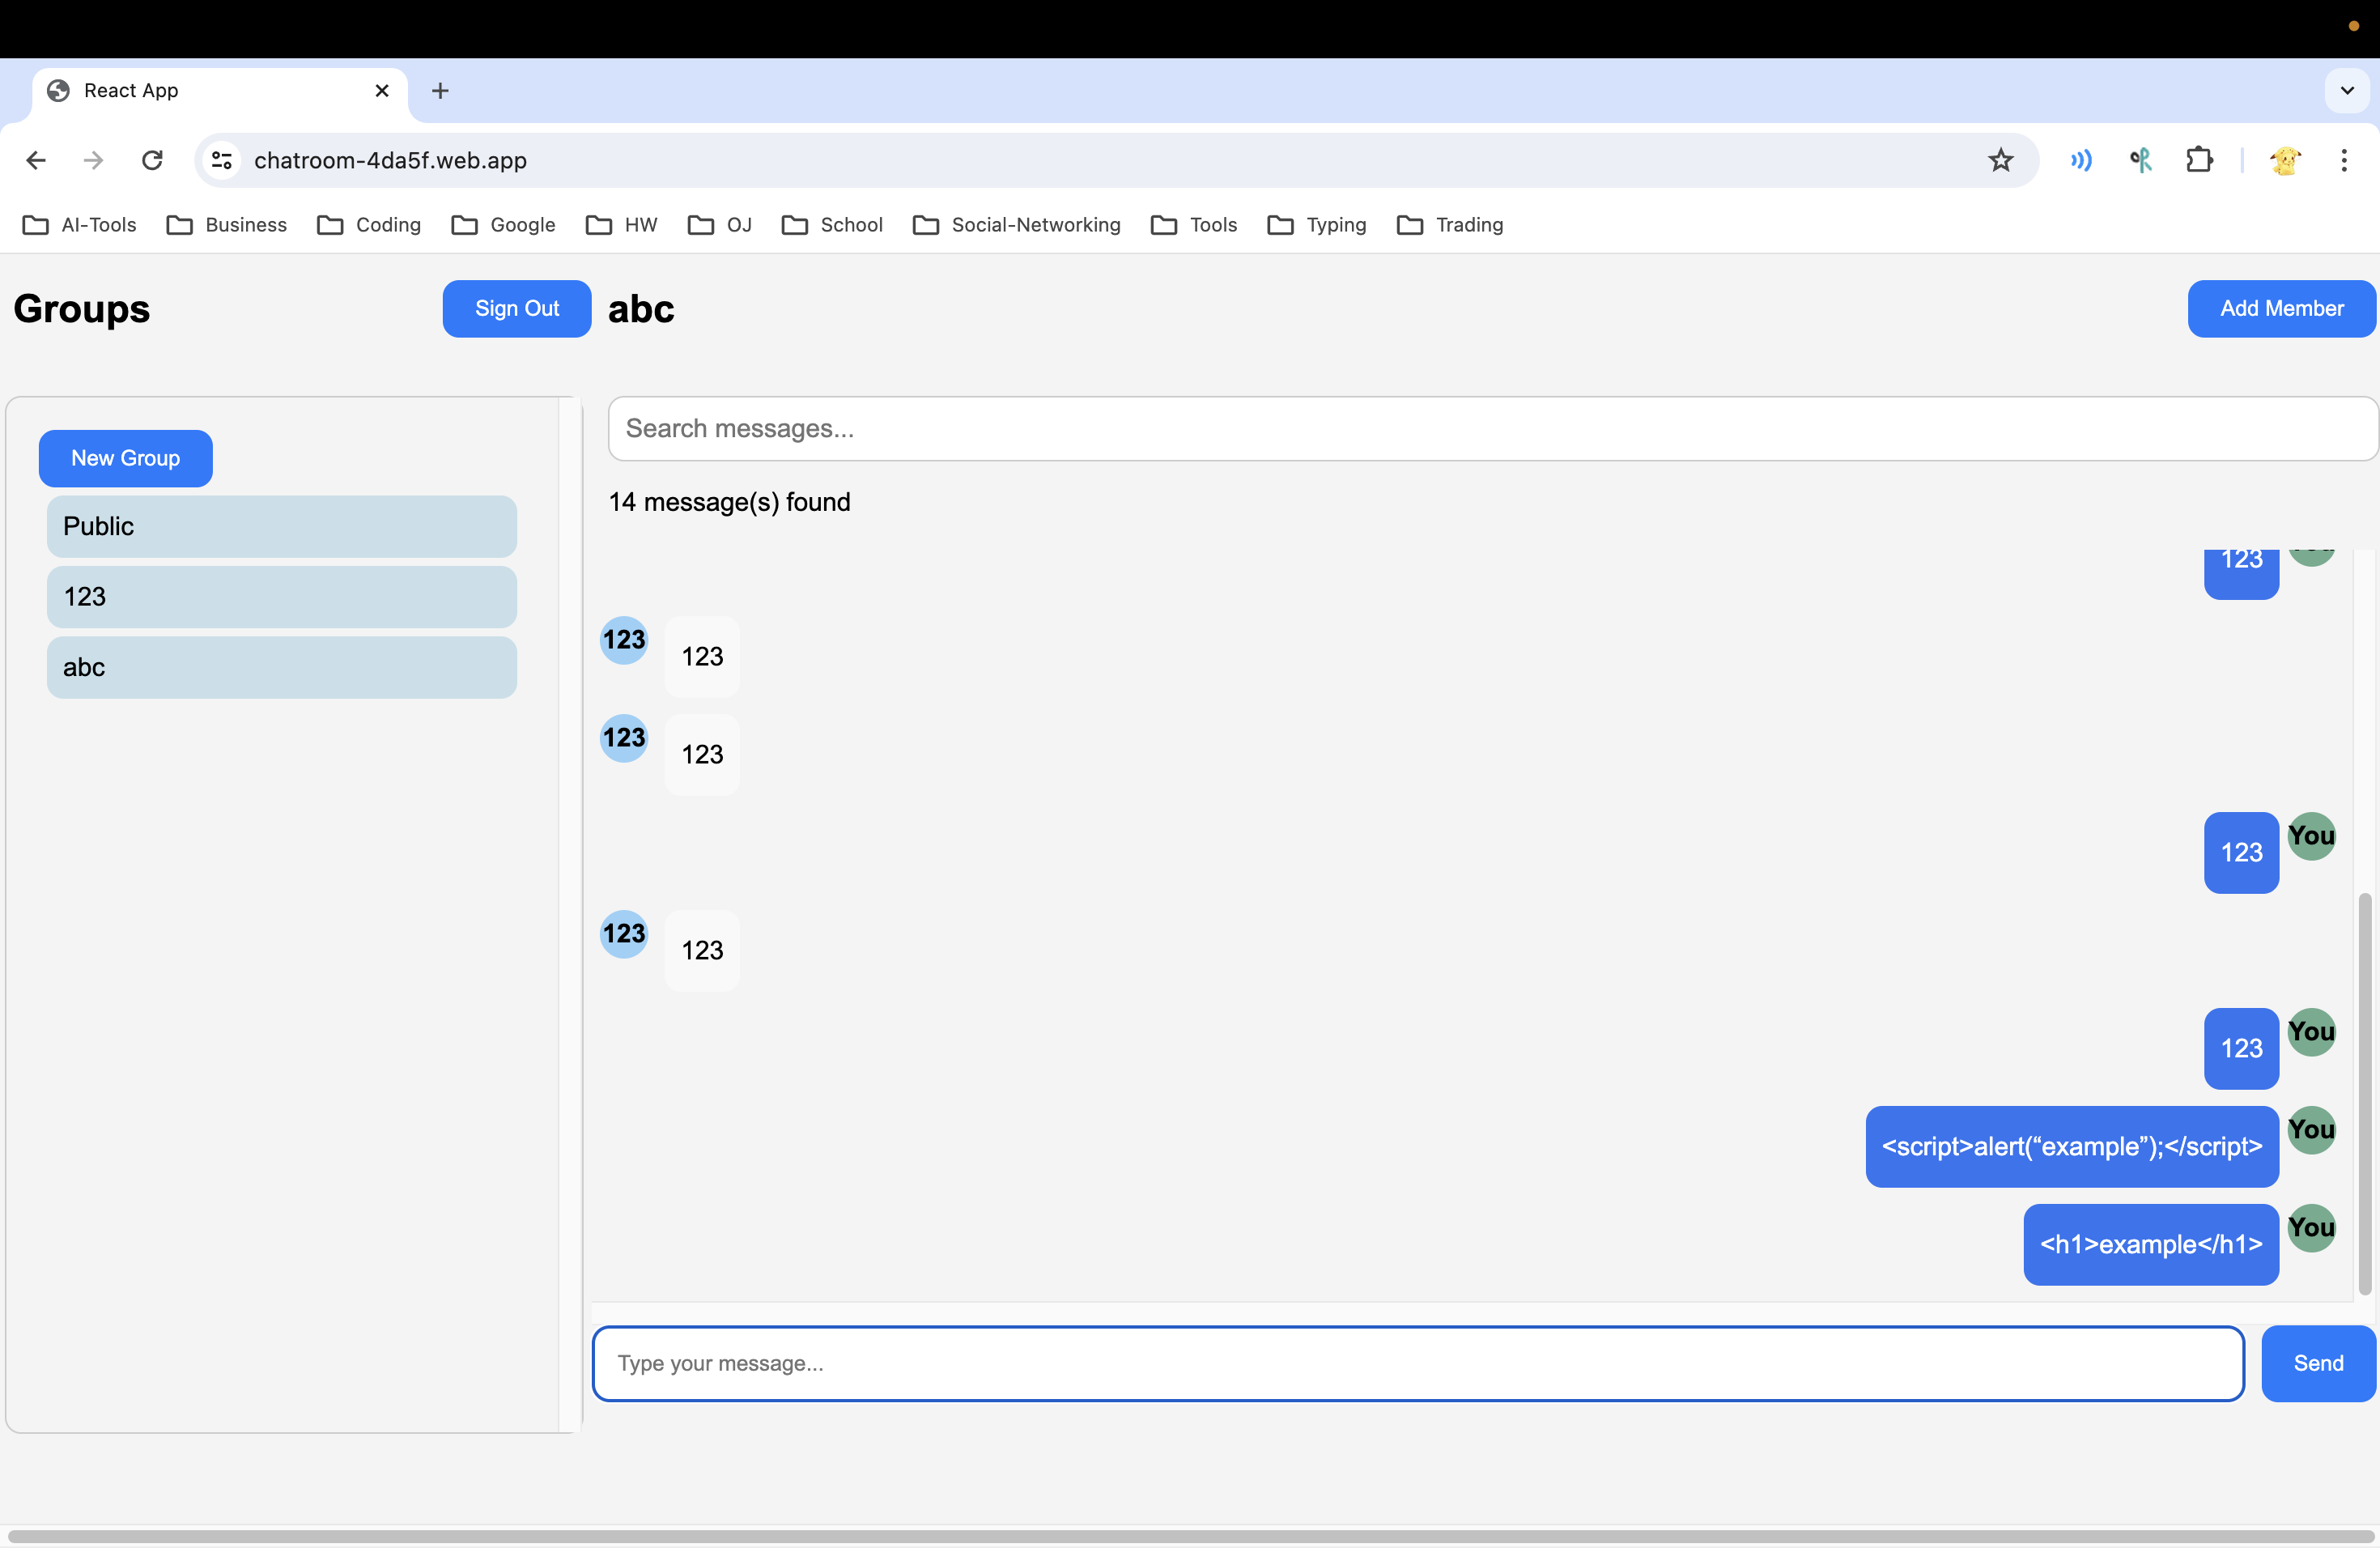 React App
chatroom-4da5f.web.app
AI-Tools Business Coding Google HW OJ School Social-Networking Tools Typing Trading
Groups
Sign Out
abc
Add Member
New Group
Public
123
abc
Search messages...
14 message(s) found
123 You
123 123
123 123
123 You
123 123
123 You
<script>alert(“example”);</script> You
<h1>example</h1> You
Type your message...
Send